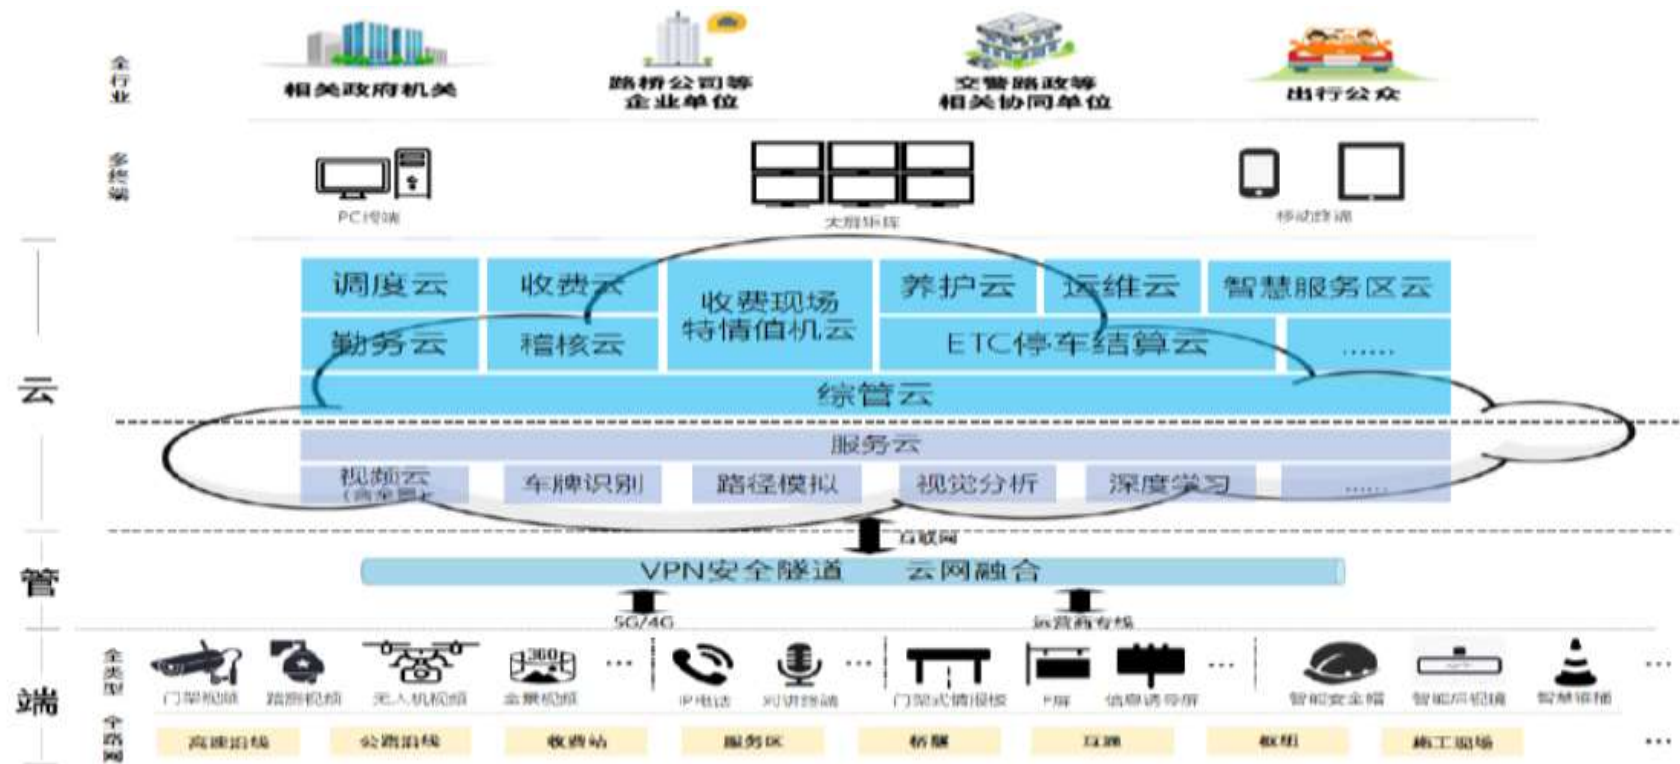 全行业
相关政府机关
路桥公司等
企业单位
交警路政等
相关协同单位
出行公众
多终端
PC终端
大屏矩阵
移动终端
云
调度云
收费云
收费现场
特情值机云
养护云
运维云
智慧服务区云
勤务云
稽核云
ETC停车结算云
......
综管云
服务云
视频云
(含全景)
车牌识别
路径模拟
视觉分析
深度学习
......
互联网
管
VPN安全隧道 云网融合
5G/4G
运营商专线
端
全类型
360
门架视频
路测视频
无人机视频
全景视频
...
IP电话
对讲终端
...
门架式情报板
F屏
信息诱导屏
...
智能安全帽
智能后视镜
智慧锥桶
...
全路网
高速沿线
公路沿线
收费站
服务区
桥隧
互通
枢纽
施工现场
...